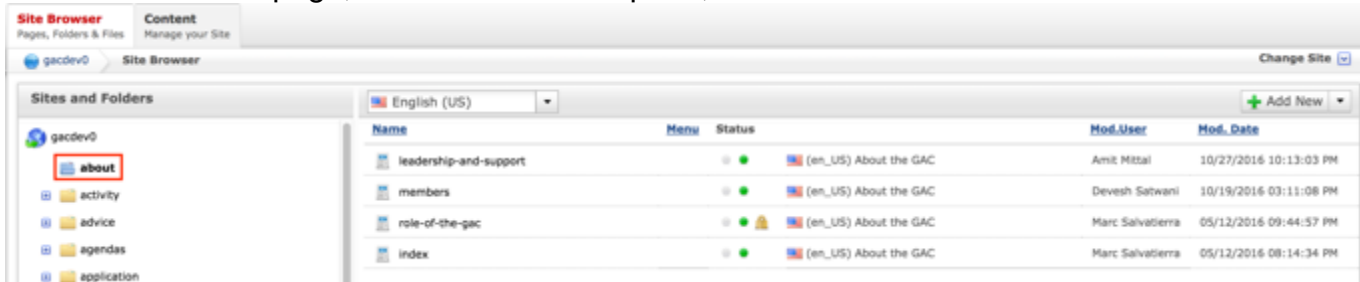 Site Browser
Pages, Folders & Files
Content
Manage your Site
gacdev0
Site Browser
Change Site
Sites and Folders
gacdev0
about
activity
advice
agendas
application
English (US)
Add New
Name Menu Status Mod.User Mod. Date
leadership-and-support (en_US) About the GAC Amit Mittal 10/27/2016 10:13:03 PM
members (en_US) About the GAC Devesh Satwani 10/19/2016 03:11:08 PM
role-of-the-gac (en_US) About the GAC Marc Salvatierra 05/12/2016 09:44:57 PM
index (en_US) About the GAC Marc Salvatierra 05/12/2016 08:14:34 PM